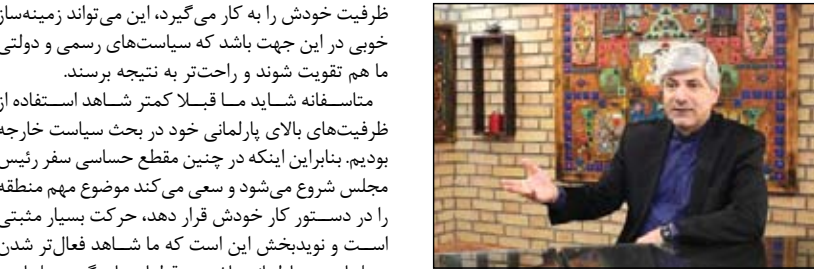 ظرفیت خودش را به کار می‌گیرد، این می‌تواند زمینه‌ساز
خوبی در این جهت باشد که سیاست‌های رسمی و دولتی
ما هم تقویت شوند و راحت‌تر به نتیجه برسند.
متاسفانه شاید ما قبلا کمتر شاهد استفاده از
ظرفیت‌های بالای پارلمانی خود در بحث سیاست خارجه
بودیم. بنابراین اینکه در چنین مقطع حساسی سفر رئیس
مجلس شروع می‌شود و سعی می‌کند موضوع مهم منطقه
را در دستور کار خودش قرار دهد، حرکت بسیار مثبتی
است و نویدبخش این است که ما شاهد فعال‌تر شدن